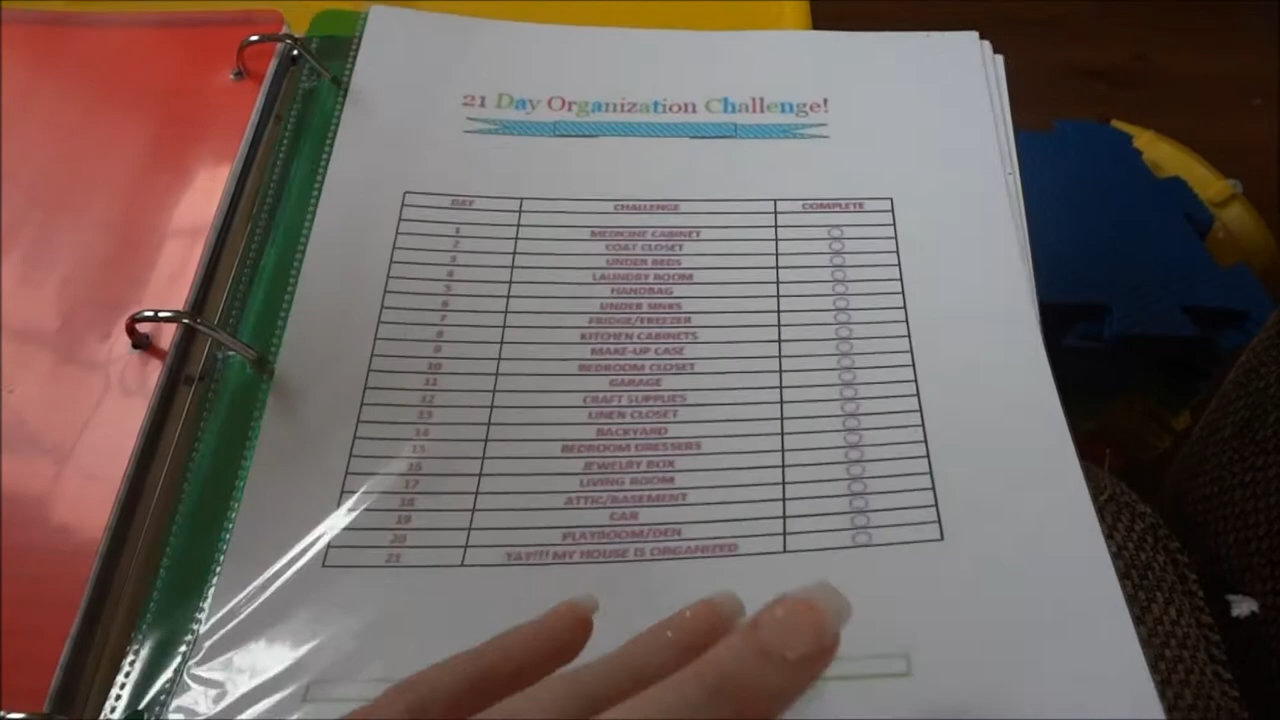 21 Day Organization Challenge!
DAY CHALLENGE COMPLETE
1 MEDICINE CABINET
2 COAT CLOSET
3 UNDER BEDS
4 LAUNDRY ROOM
5 HANDBAG
6 UNDER SINKS
7 FRIDGE/FREEZER
8 KITCHEN CABINETS
9 MAKE-UP CASE
10 BEDROOM CLOSET
11 GARAGE
12 CRAFT SUPPLIES
13 LINEN CLOSET
14 BACKYARD
15 BEDROOM DRESSERS
16 JEWELRY BOX
17 LIVING ROOM
18 ATTIC/BASEMENT
19 CAR
20 PLAYROOM/DEN
21 YAY!!! MY HOUSE IS ORGANIZED